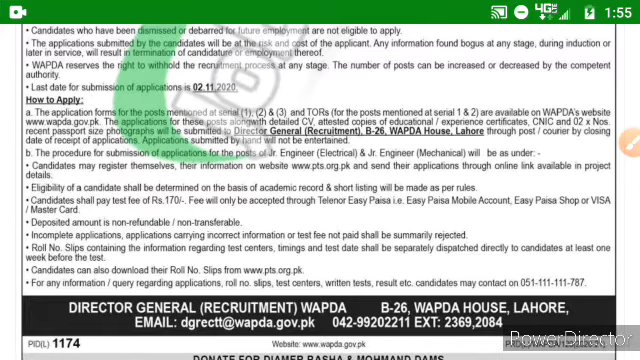 4G 1:55
• Candidates who have been dismissed or debarred for future employment are not eligible to apply.
• The applications submitted by the candidates will be at the risk and cost of the applicant. Any information found bogus at any stage, during induction or
later in service, will result in termination of candidature or employment thereof.
• WAPDA reserves the right to withhold the recruitment process at any stage. The number of posts can be increased or decreased by the competent
authority.
• Last date for submission of applications is 02.11.2020.
How to Apply:
a. The application forms for the posts mentioned at serial (1), (2) & (3) and TORs for the posts mentioned at serial 1 & 2) are available on WAPDA's website
www.wapda.gov.pk. The applications for these posts alongwith detailed CV, attested copies of educational / experience certificates, CNIC and 02 x Nos.
recent passport size photographs will be submitted to Director General (Recruitment), B-26, WAPDA House, Lahore through post / courier by closing
date of receipt of applications. Applications submitted by hand will not be entertained.
b. The procedure for submission of applications for the posts of Jr. Engineer (Electrical) & Jr. Engineer (Mechanical) will be as under: -
• Candidates may register themselves, their information on website www.pts.org.pk and send their applications through online link available in project
details.
• Eligibility of a candidate shall be determined on the basis of academic record & short listing will be made as per rules.
• Candidates shall pay test fee of Rs.170/-. Fee will only be accepted through Telenor Easy Paisa i.e. Easy Paisa Mobile Account, Easy Paisa Shop or VISA
/ Master Card.
• Deposited amount is non-refundable / non-transferable.
• Incomplete applications, applications carrying incorrect information or test fee not paid shall be summarily rejected.
• Roll No. Slips containing the information regarding test centers, timings and test date shall be separately dispatched directly to candidates at least one
week before the test.
• Candidates can also download their Roll No. Slips from www.pts.org.pk.
• For any information / query regarding applications, roll no. slips, test centers, written tests, result etc. candidates may contact on 051-111-111-787.
DIRECTOR GENERAL (RECRUITMENT) WAPDA B-26, WAPDA HOUSE, LAHORE,
EMAIL: dgrectt@wapda.gov.pk 042-99202211 EXT: 2369,2084
PID(L) 1174 Website: www.wapda.gov.pk
PowerDirector
DONATE FOR DIAMER BASHA & MOHMAND DAMS